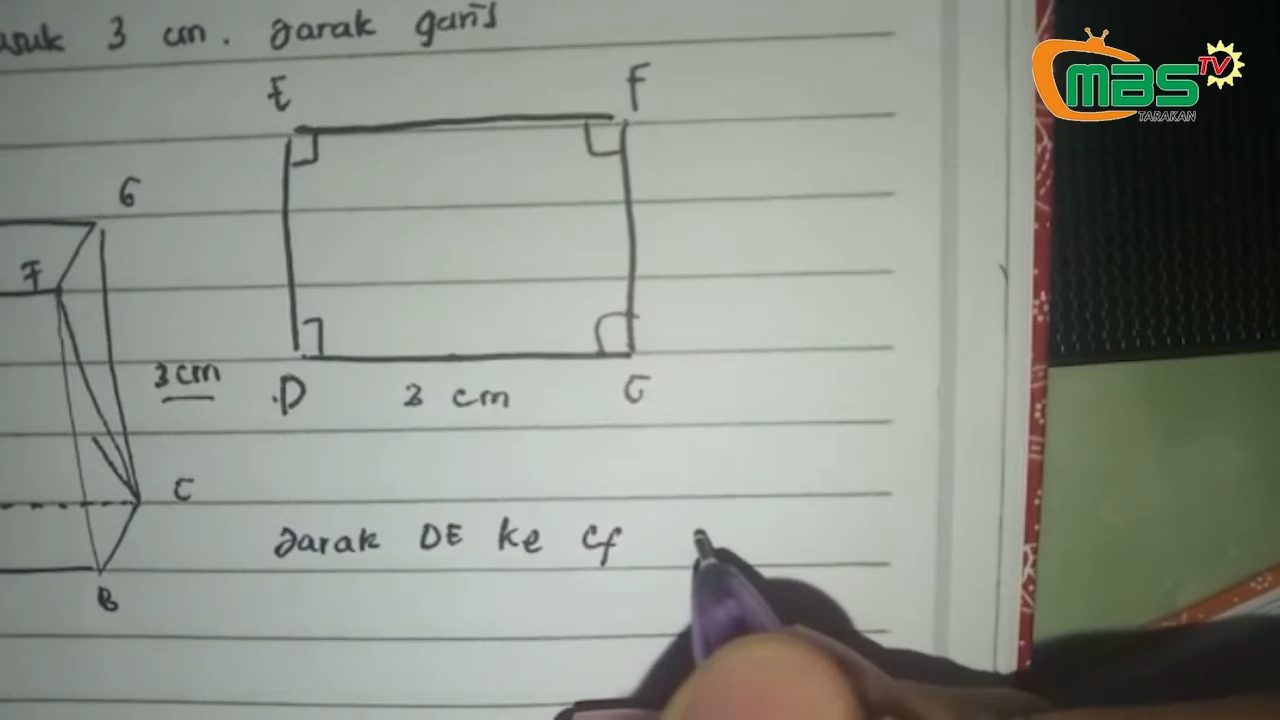 3 cm. Jarak garis
E F
G
F
3 cm
D 3 cm C
C
Jarak DE ke CF
B
MBS TV
TARAKAN